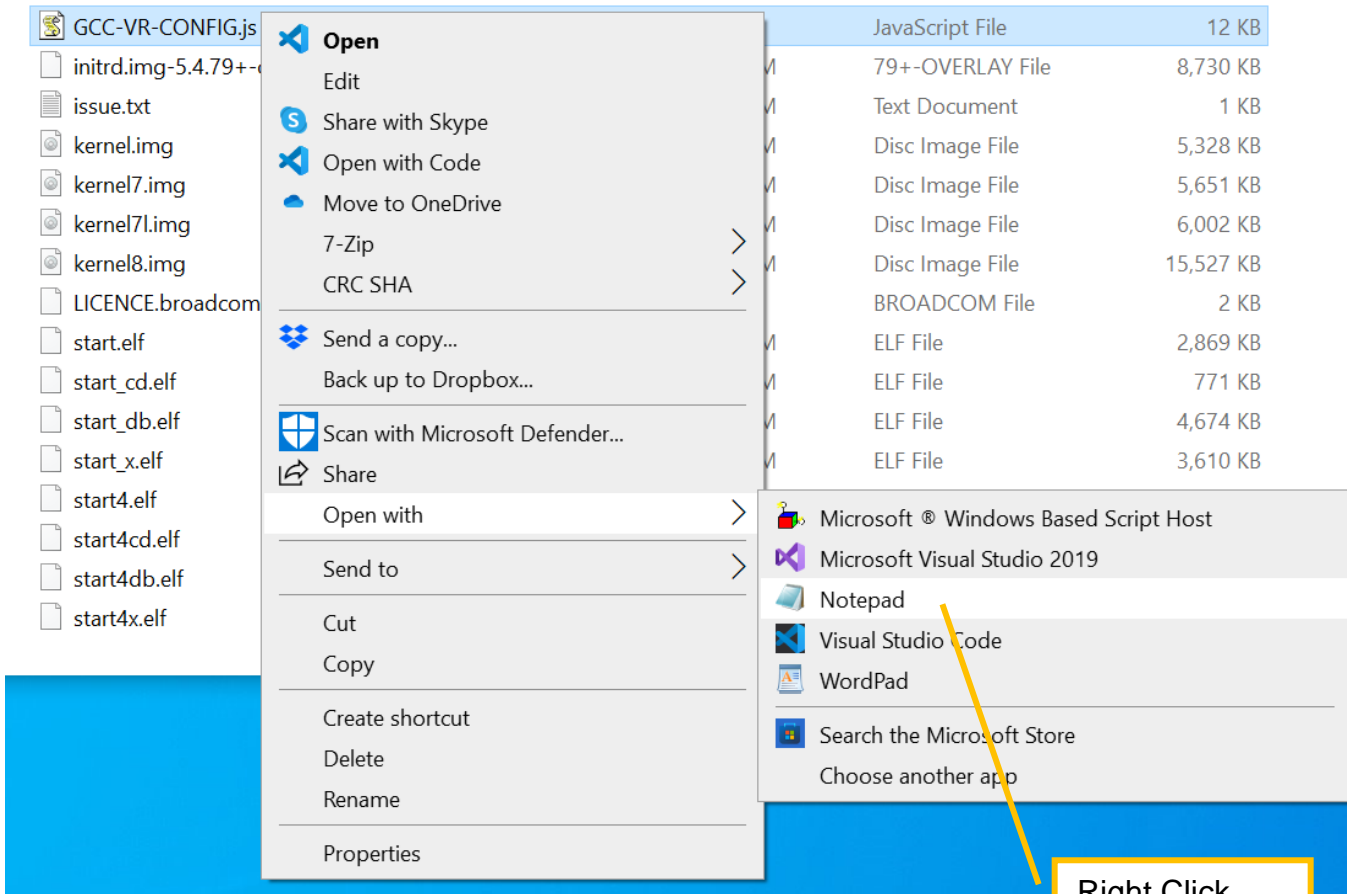 GCC-VR-CONFIG.js JavaScript File 12 KB
initrd.img-5.4.79+- 79+-OVERLAY File 8,730 KB
issue.txt Text Document 1 KB
kernel.img Disc Image File 5,328 KB
kernel7.img Disc Image File 5,651 KB
kernel7l.img Disc Image File 6,002 KB
kernel8.img Disc Image File 15,527 KB
LICENCE.broadcom BROADCOM File 2 KB
start.elf ELF File 2,869 KB
start_cd.elf ELF File 771 KB
start_db.elf ELF File 4,674 KB
start_x.elf ELF File 3,610 KB
start4.elf
start4cd.elf
start4db.elf
start4x.elf
Open
Edit
Share with Skype
Open with Code
Move to OneDrive
7-Zip
CRC SHA
Send a copy...
Back up to Dropbox...
Scan with Microsoft Defender...
Share
Open with
Send to
Cut
Copy
Create shortcut
Delete
Rename
Properties
Microsoft ® Windows Based Script Host
Microsoft Visual Studio 2019
Notepad
Visual Studio Code
WordPad
Search the Microsoft Store
Choose another app
Right Click